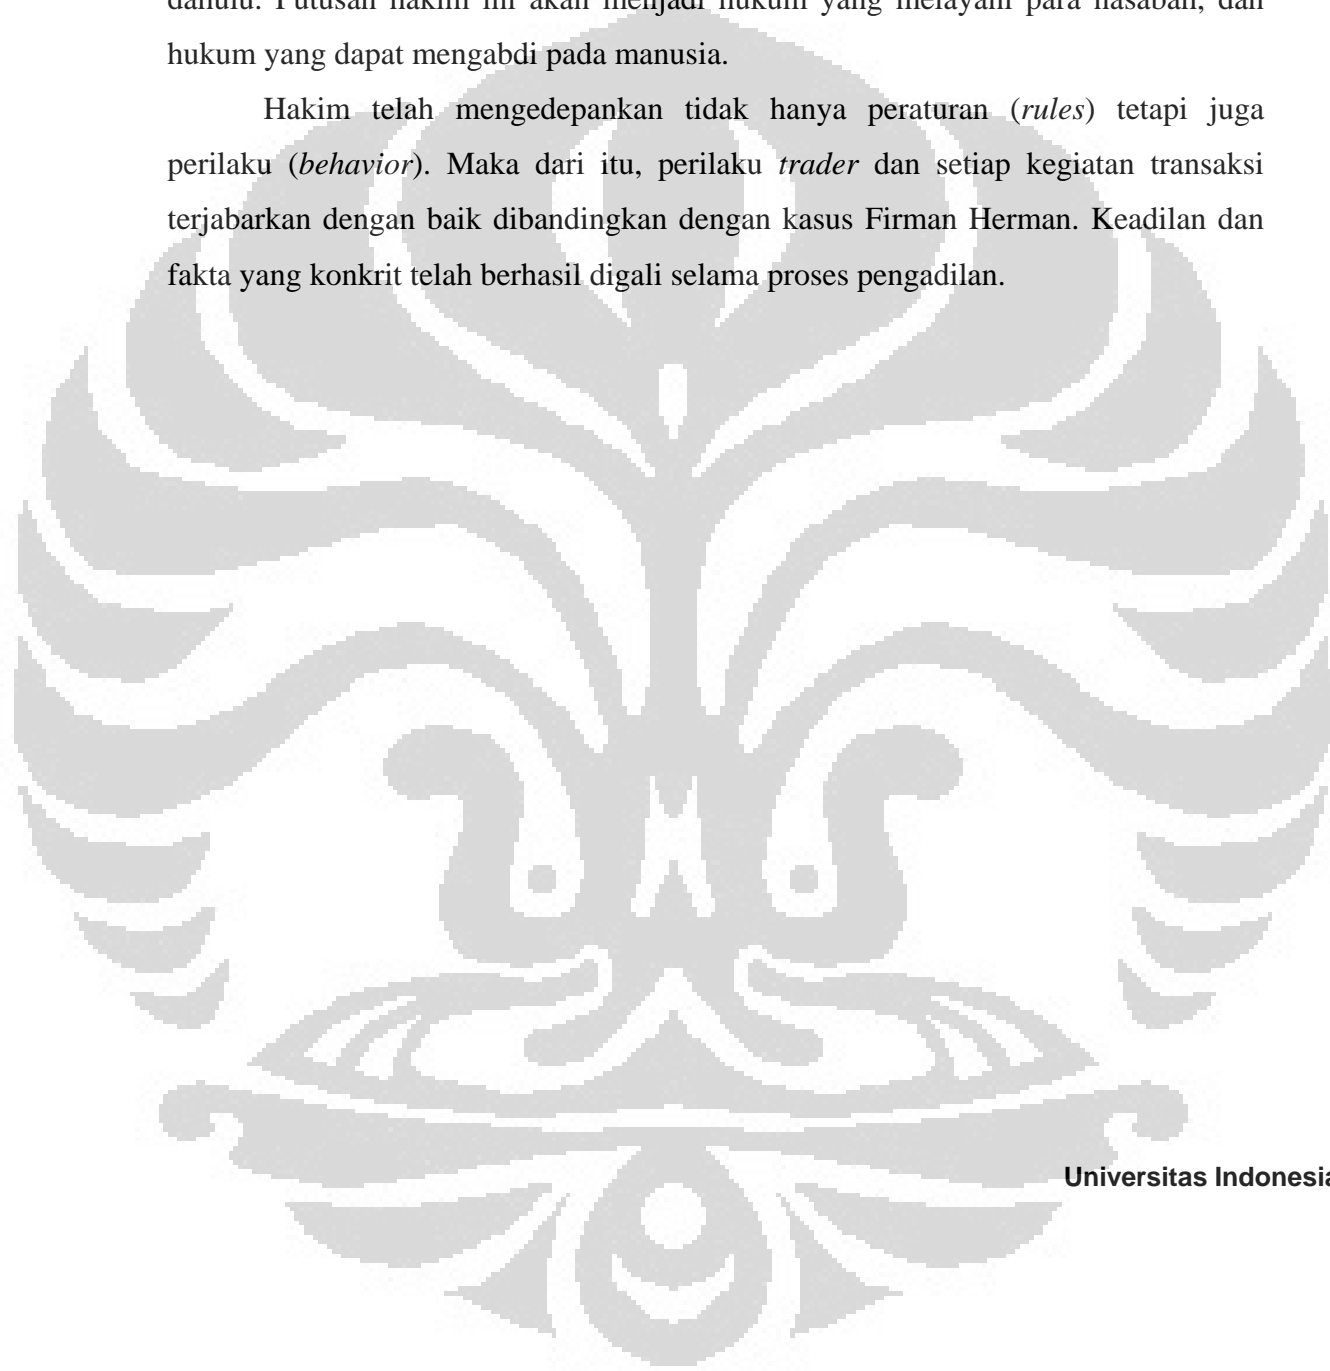 dahulu. Putusan hakim ini akan menjadi hukum yang melayani para nasabah, dan
hukum yang dapat mengabdi pada manusia.
Hakim telah mengedepankan tidak hanya peraturan (rules) tetapi juga
perilaku (behavior). Maka dari itu, perilaku trader dan setiap kegiatan transaksi
terjabarkan dengan baik dibandingkan dengan kasus Firman Herman. Keadilan dan
fakta yang konkrit telah berhasil digali selama proses pengadilan.
Universitas Indonesia